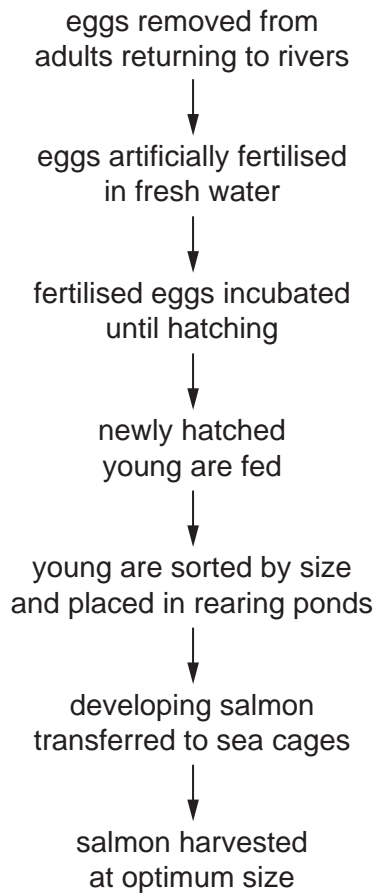 eggs removed from
adults returning to rivers
eggs artificially fertilised
in fresh water
fertilised eggs incubated
until hatching
newly hatched
young are fed
young are sorted by size
and placed in rearing ponds
developing salmon
transferred to sea cages
salmon harvested
at optimum size